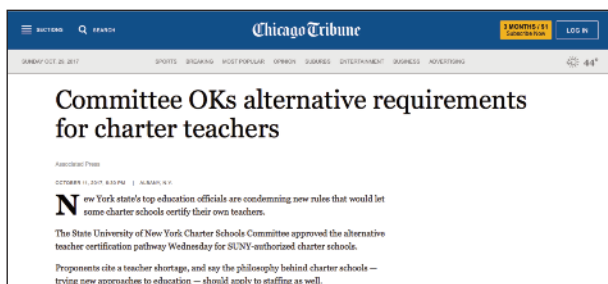 SECTIONS SEARCH Chicago Tribune 3 MONTHS / $1
Subscribe Now LOG IN
SUNDAY OCT. 29, 2017 SPORTS BREAKING MOST POPULAR OPINION SUBURBS ENTERTAINMENT BUSINESS ADVERTISING 44°
Committee OKs alternative requirements
for charter teachers
Associated Press
OCTOBER 11, 2017 | ALBANY, N.Y.
New York state's top education officials are condemning new rules that would let
some charter schools certify their own teachers.
The State University of New York Charter Schools Committee approved the alternative
teacher certification pathway Wednesday for SUNY-authorized charter schools.
Proponents cite a teacher shortage, and say the philosophy behind charter schools —
trying new approaches to education — should apply to staffing as well.